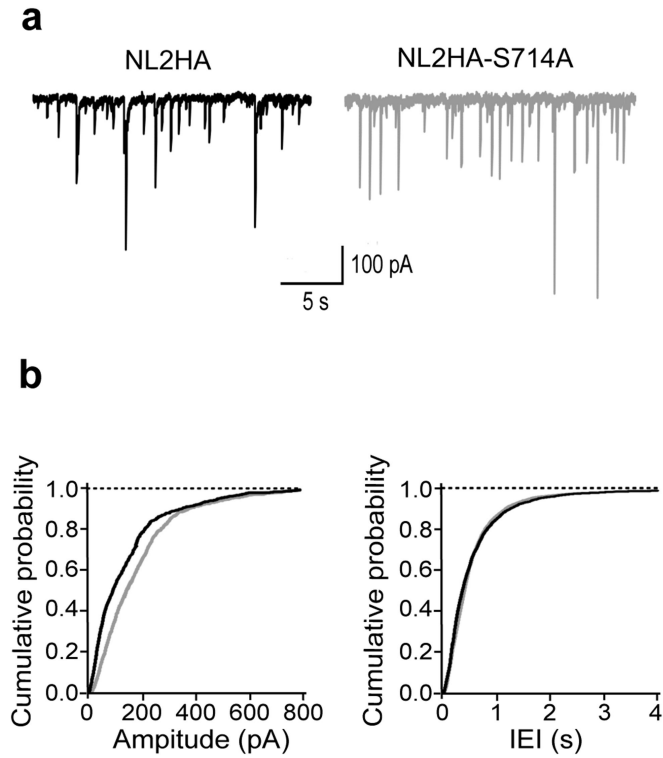 a
NL2HA
NL2HA-S714A
100 pA
5 s
b
Cumulative probability
1.0
0.8
0.6
0.4
0.2
0.0
0
200
400
600
800
Ampitude (pA)
Cumulative probability
1.0
0.8
0.6
0.4
0.2
0.0
0
1
2
3
4
IEI (s)